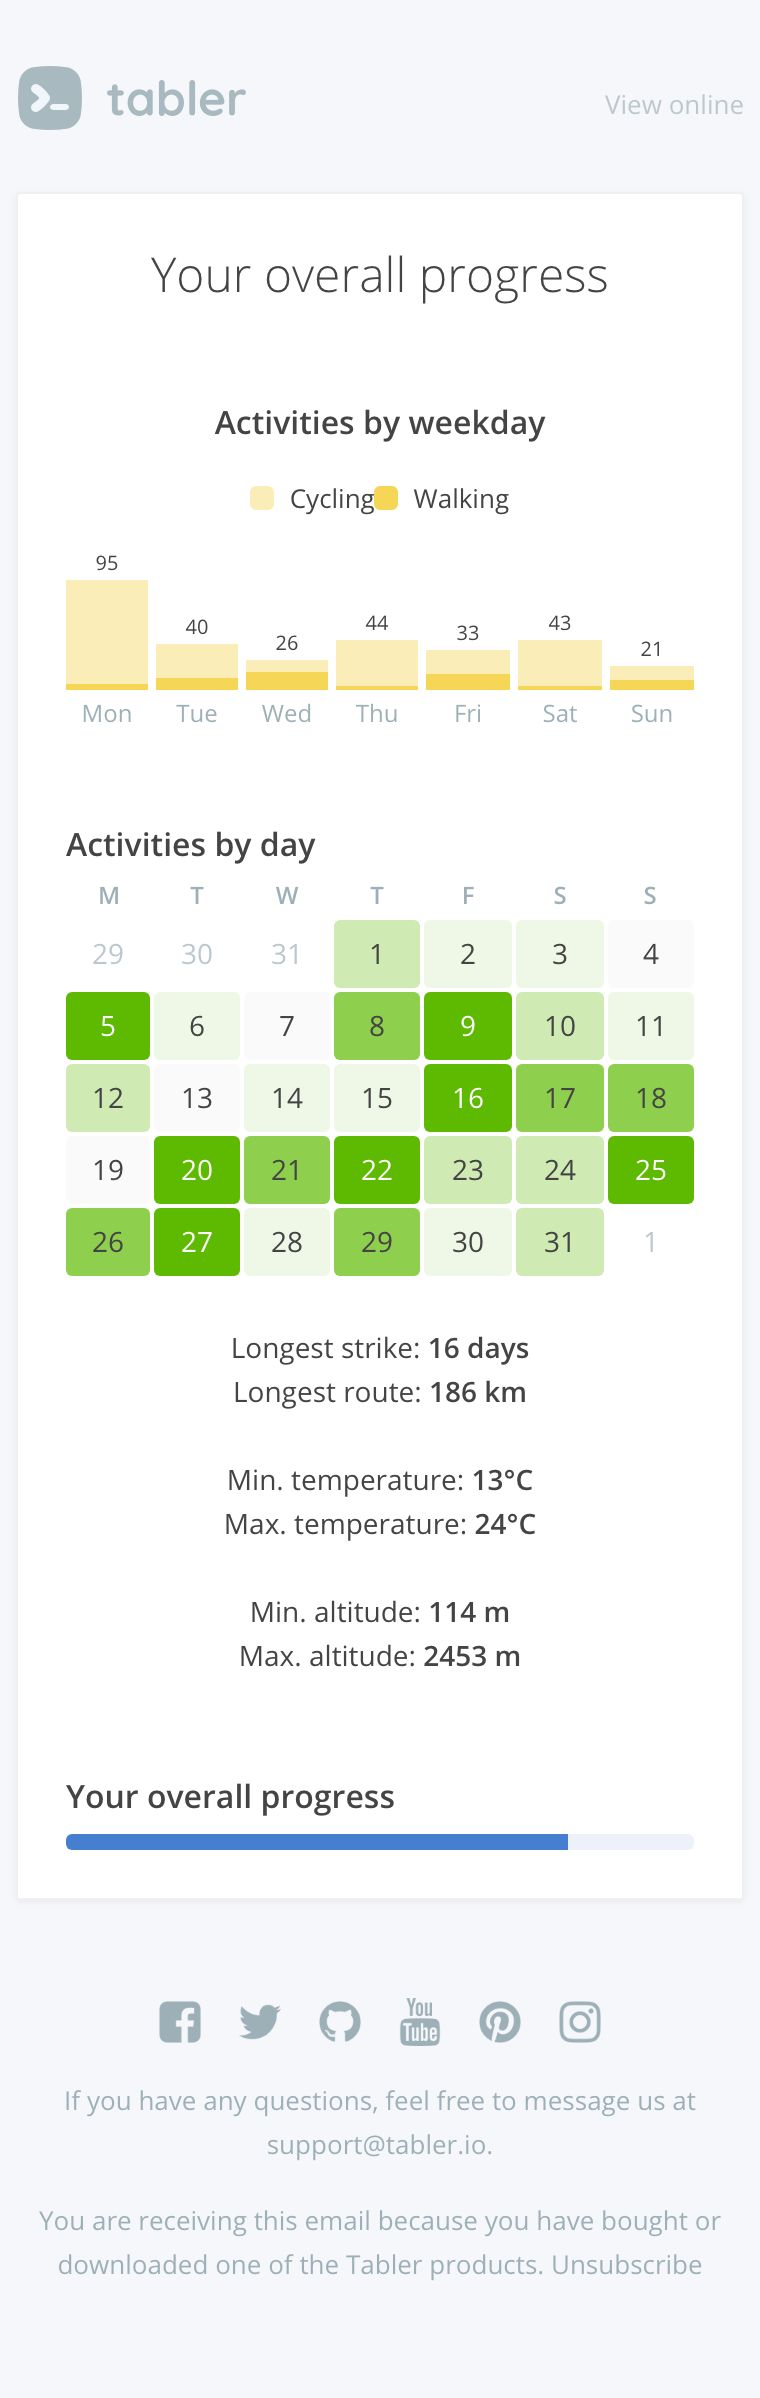 tabler
View online
Your overall progress
Activities by weekday
Cycling Walking
95 40 26 44 33 43 21
Mon Tue Wed Thu Fri Sat Sun
Activities by day
M T W T F S S
29 30 31 1 2 3 4
5 6 7 8 9 10 11
12 13 14 15 16 17 18
19 20 21 22 23 24 25
26 27 28 29 30 31 1
Longest strike: 16 days
Longest route: 186 km
Min. temperature: 13°C
Max. temperature: 24°C
Min. altitude: 114 m
Max. altitude: 2453 m
Your overall progress
You
Tube
If you have any questions, feel free to message us at
support@tabler.io.
You are receiving this email because you have bought or
downloaded one of the Tabler products. Unsubscribe